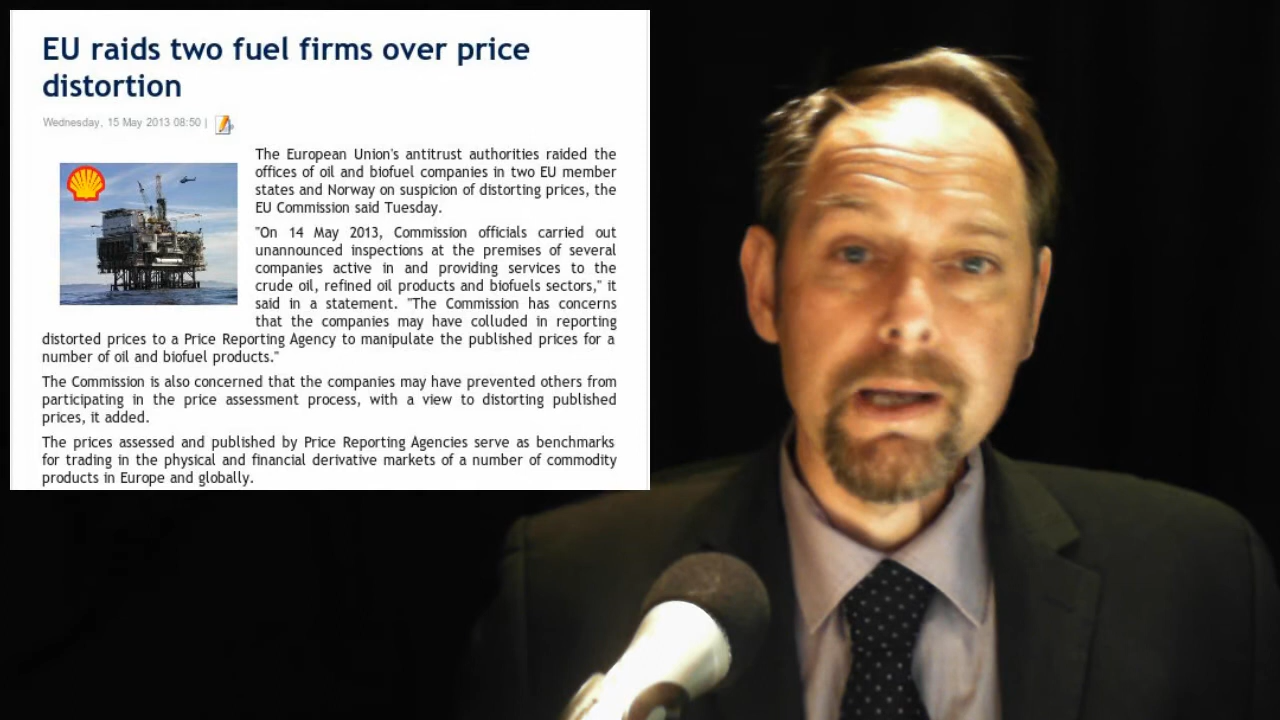 EU raids two fuel firms over price
distortion
Wednesday, 15 May 2013 08:50 |
The European Union's antitrust authorities raided the
offices of oil and biofuel companies in two EU member
states and Norway on suspicion of distorting prices, the
EU Commission said Tuesday.
"On 14 May 2013, Commission officials carried out
unannounced inspections at the premises of several
companies active in and providing services to the
crude oil, refined oil products and biofuels sectors," it
said in a statement. "The Commission has concerns
that the companies may have colluded in reporting
distorted prices to a Price Reporting Agency to manipulate the published prices for a
number of oil and biofuel products."
The Commission is also concerned that the companies may have prevented others from
participating in the price assessment process, with a view to distorting published
prices, it added.
The prices assessed and published by Price Reporting Agencies serve as benchmarks
for trading in the physical and financial derivative markets of a number of commodity
products in Europe and globally.